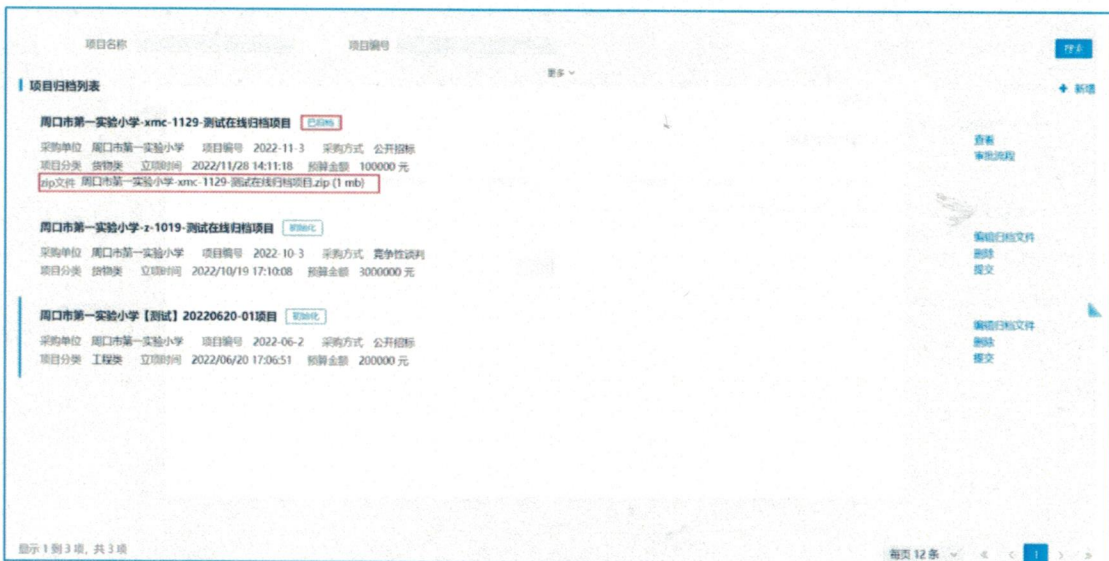 项目名称 项目编号 搜索
更多
项目归档列表 + 新增
周口市第一实验小学-xmc-1129-测试在线归档项目 已归档
采购单位 周口市第一实验小学 项目编号 2022-11-3 采购方式 公开招标 查看
项目分类 货物类 立项时间 2022/11/28 14:11:18 预算金额 100000 元 审批流程
zip文件 周口市第一实验小学-xmc-1129-测试在线归档项目.zip (1 mb)
周口市第一实验小学-z-1019-测试在线归档项目 初始化
编辑归档文件
采购单位 周口市第一实验小学 项目编号 2022-10-3 采购方式 竞争性谈判 删除
项目分类 货物类 立项时间 2022/10/19 17:10:08 预算金额 3000000 元 提交
周口市第一实验小学【测试】20220620-01项目 初始化
编辑归档文件
采购单位 周口市第一实验小学 项目编号 2022-06-2 采购方式 公开招标 删除
项目分类 工程类 立项时间 2022/06/20 17:06:51 预算金额 200000 元 提交
显示 1 到 3 项, 共 3 项 每页 12 条 « ‹ 1 › »